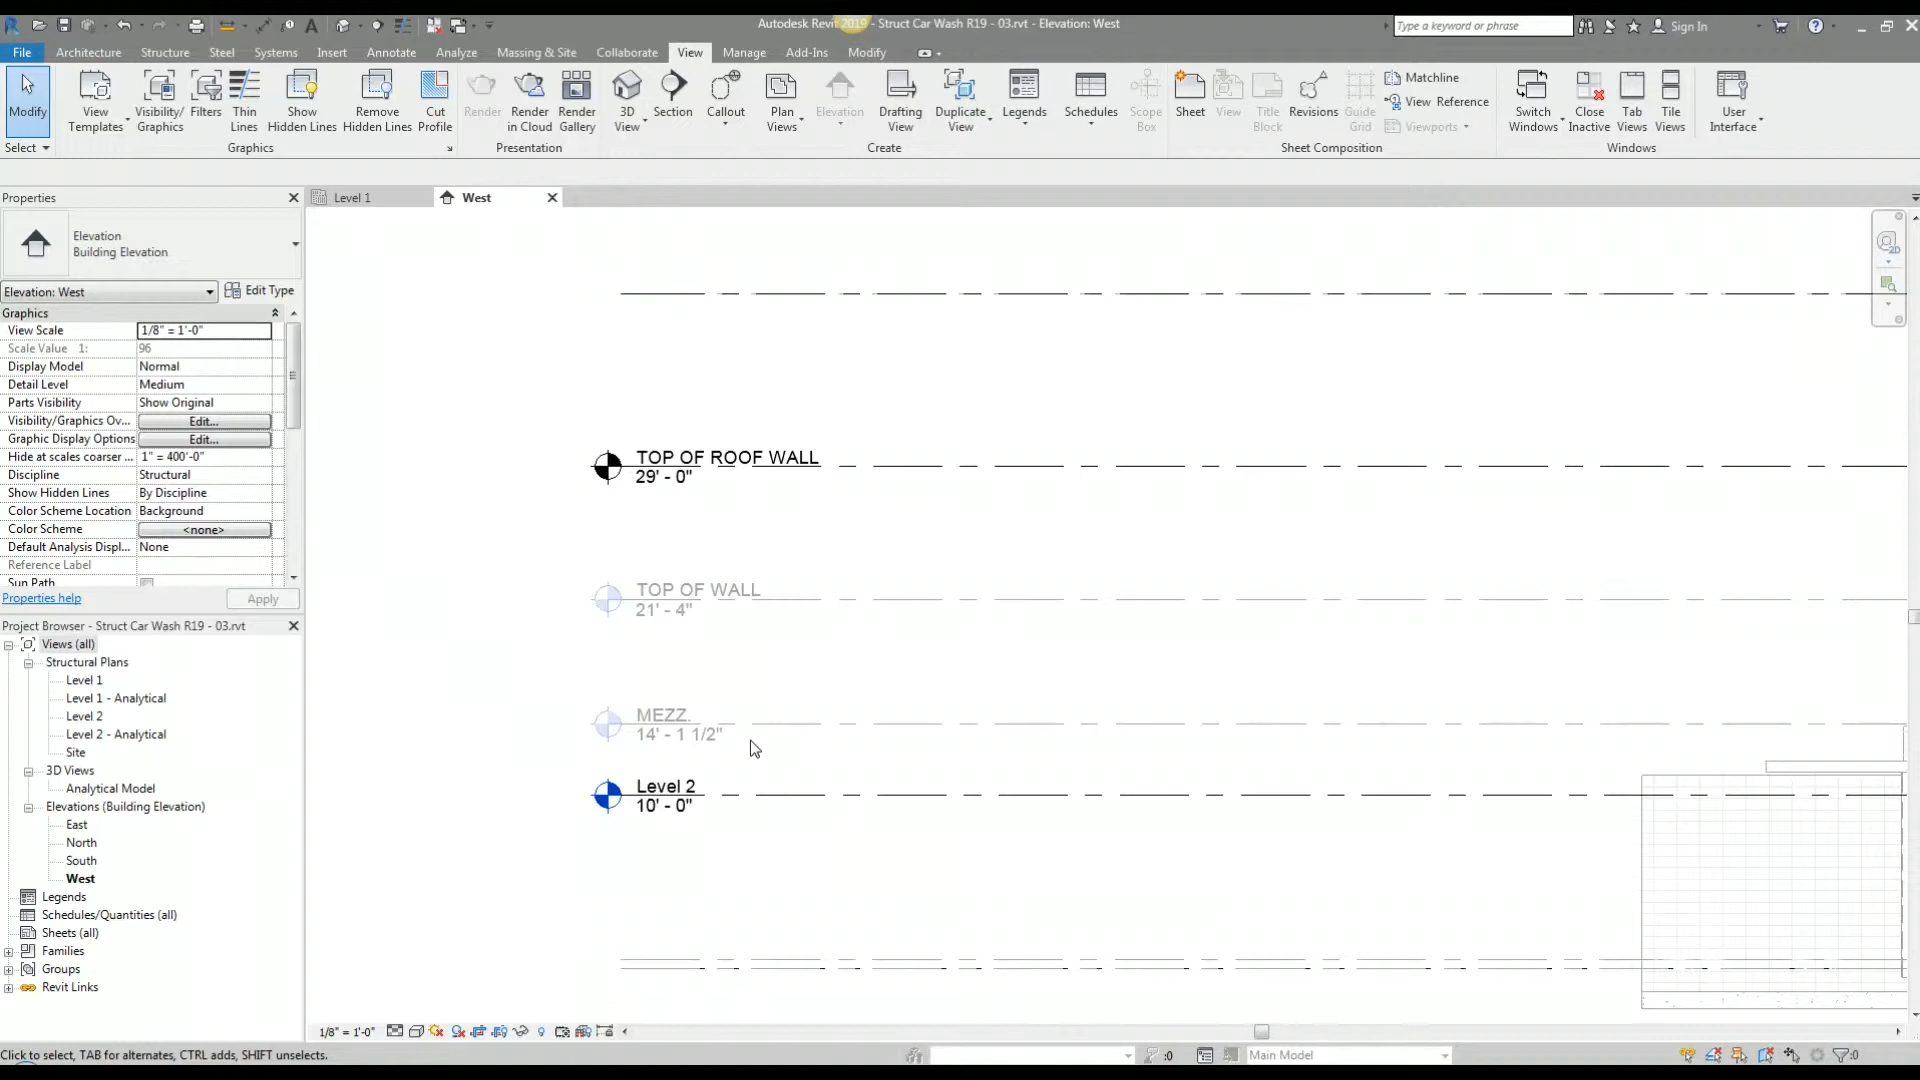 Autodesk Revit 2019 - Struct Car Wash R19 - 03.rvt - Elevation: West
Type a keyword or phrase
Sign In
File Architecture Structure Steel Systems Insert Annotate Analyze Massing & Site Collaborate View Manage Add-Ins Modify
Modify
View Templates
Visibility/ Graphics
Filters
Thin Lines
Show Hidden Lines
Remove Hidden Lines
Cut Profile
Render
Render in Cloud
Render Gallery
3D View
Section
Callout
Plan Views
Elevation
Drafting View
Duplicate View
Legends
Schedules
Scope Box
Sheet
View
Title Block
Revisions
Guide Grid
Matchline
View Reference
Viewports
Switch Windows
Close Inactive
Tab Views
Tile Views
User Interface
Select Graphics Presentation Create Sheet Composition Windows
Properties
Level 1
West
Elevation
Building Elevation
Elevation: West
Edit Type
Graphics
View Scale 1/8" = 1'-0"
Scale Value 1: 96
Display Model Normal
Detail Level Medium
Parts Visibility Show Original
Visibility/Graphics Ov... Edit...
Graphic Display Options Edit...
Hide at scales coarser ... 1" = 400'-0"
Discipline Structural
Show Hidden Lines By Discipline
Color Scheme Location Background
Color Scheme <none>
Default Analysis Displ... None
Reference Label
Sun Path
Properties help
Apply
Project Browser - Struct Car Wash R19 - 03.rvt
Views (all)
Structural Plans
Level 1
Level 1 - Analytical
Level 2
Level 2 - Analytical
Site
3D Views
Analytical Model
Elevations (Building Elevation)
East
North
South
West
Legends
Schedules/Quantities (all)
Sheets (all)
Families
Groups
Revit Links
TOP OF ROOF WALL
29' - 0"
TOP OF WALL
21' - 4"
MEZZ.
14' - 1 1/2"
Level 2
10' - 0"
2D
1/8" = 1'-0"
Click to select, TAB for alternates, CTRL adds, SHIFT unselects.
:0
Main Model
:0